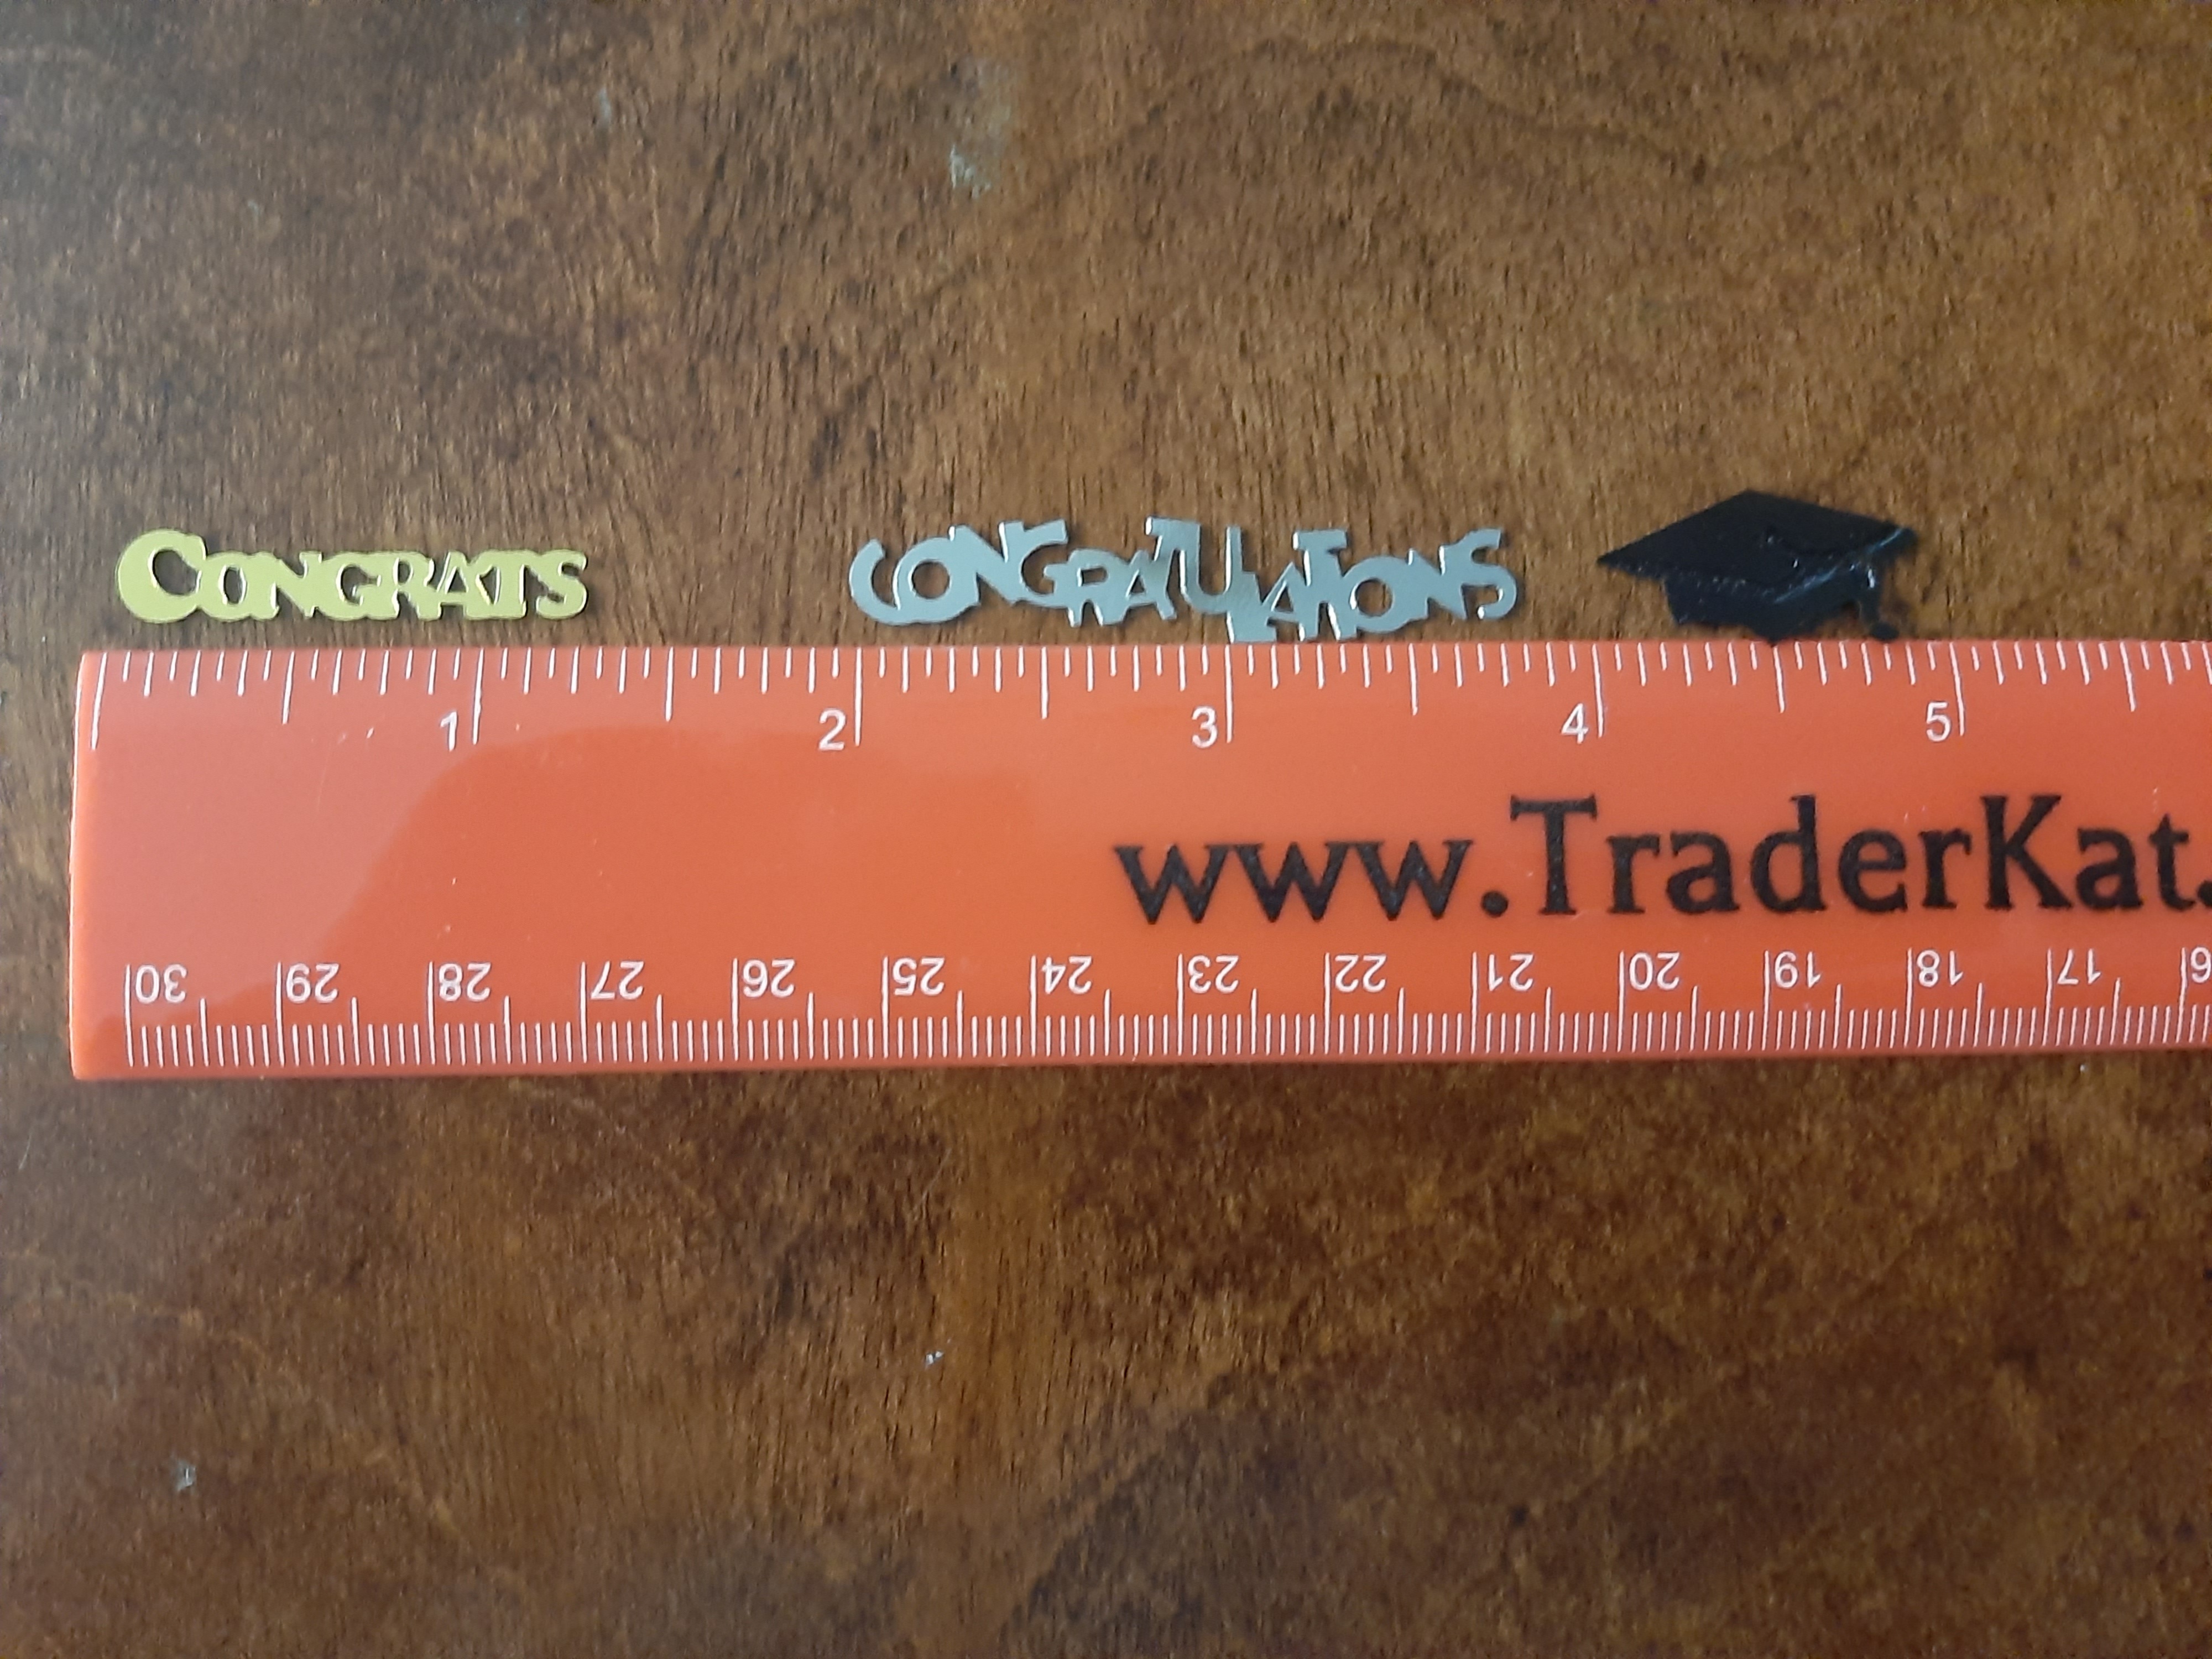 CONGRATS CONGRATULATIONS
1 2 3 4 5
www.TraderKat.
30 29 28 27 26 25 24 23 22 21 20 19 18 17